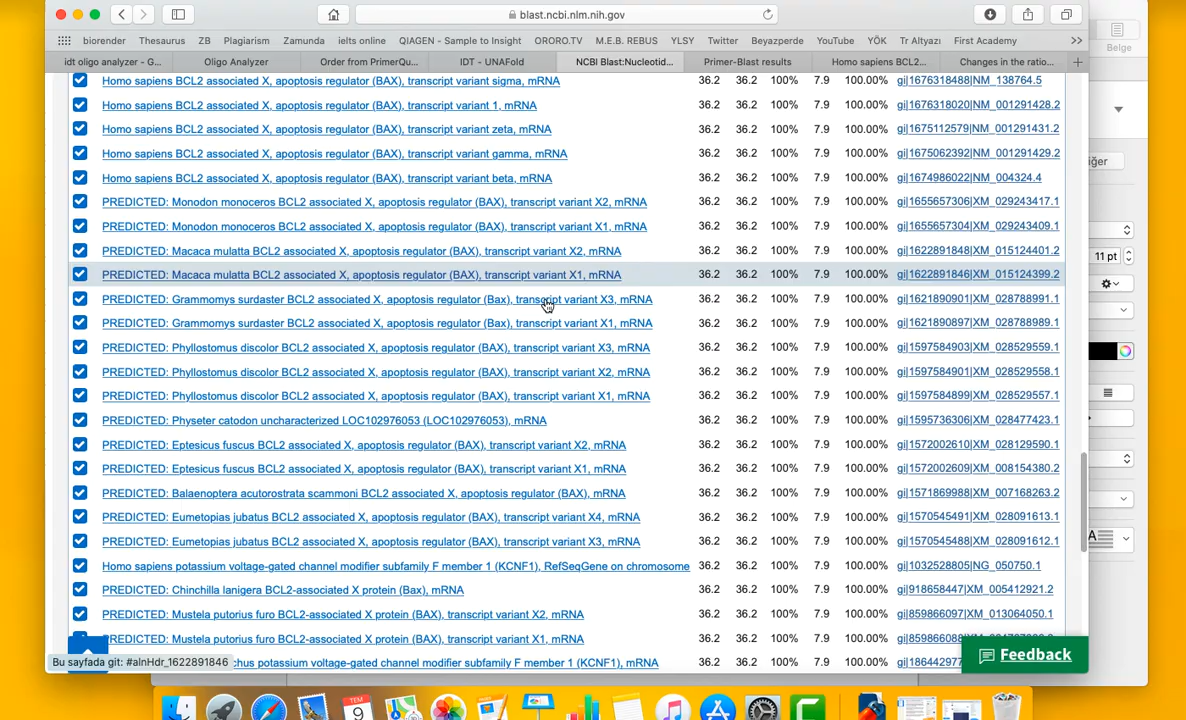 blast.ncbi.nlm.nih.gov
biorender Thesaurus ZB Plagiarism Zamunda ielts online QIAGEN - Sample to Insight ORORO.TV M.E.B. REBUS YLSY Twitter Beyazperde YouTube YÖK Tr Altyazı First Academy >>
idt oligo analyzer - G... Oligo Analyzer Order from PrimerQu... IDT - UNAFold NCBI Blast:Nucleotid... Primer-Blast results Homo sapiens BCL2... Changes in the ratio... +
Belge
Homo sapiens BCL2 associated X, apoptosis regulator (BAX), transcript variant sigma, mRNA 36.2 36.2 100% 7.9 100.00% gi|1676318488|NM_138764.5
Homo sapiens BCL2 associated X, apoptosis regulator (BAX), transcript variant 1, mRNA 36.2 36.2 100% 7.9 100.00% gi|1676318020|NM_001291428.2
Homo sapiens BCL2 associated X, apoptosis regulator (BAX), transcript variant zeta, mRNA 36.2 36.2 100% 7.9 100.00% gi|1675112579|NM_001291431.2
Homo sapiens BCL2 associated X, apoptosis regulator (BAX), transcript variant gamma, mRNA 36.2 36.2 100% 7.9 100.00% gi|1675062392|NM_001291429.2
ğer
Homo sapiens BCL2 associated X, apoptosis regulator (BAX), transcript variant beta, mRNA 36.2 36.2 100% 7.9 100.00% gi|1674986022|NM_004324.4
PREDICTED: Monodon monoceros BCL2 associated X, apoptosis regulator (BAX), transcript variant X2, mRNA 36.2 36.2 100% 7.9 100.00% gi|1655657306|XM_029243417.1
PREDICTED: Monodon monoceros BCL2 associated X, apoptosis regulator (BAX), transcript variant X1, mRNA 36.2 36.2 100% 7.9 100.00% gi|1655657304|XM_029243409.1
PREDICTED: Macaca mulatta BCL2 associated X, apoptosis regulator (BAX), transcript variant X2, mRNA 36.2 36.2 100% 7.9 100.00% gi|1622891848|XM_015124401.2
11 pt
PREDICTED: Macaca mulatta BCL2 associated X, apoptosis regulator (BAX), transcript variant X1, mRNA 36.2 36.2 100% 7.9 100.00% gi|1622891846|XM_015124399.2
PREDICTED: Grammomys surdaster BCL2 associated X, apoptosis regulator (Bax), transcript variant X3, mRNA 36.2 36.2 100% 7.9 100.00% gi|1621890901|XM_028788991.1
PREDICTED: Grammomys surdaster BCL2 associated X, apoptosis regulator (Bax), transcript variant X1, mRNA 36.2 36.2 100% 7.9 100.00% gi|1621890897|XM_028788989.1
PREDICTED: Phyllostomus discolor BCL2 associated X, apoptosis regulator (BAX), transcript variant X3, mRNA 36.2 36.2 100% 7.9 100.00% gi|1597584903|XM_028529559.1
PREDICTED: Phyllostomus discolor BCL2 associated X, apoptosis regulator (BAX), transcript variant X2, mRNA 36.2 36.2 100% 7.9 100.00% gi|1597584901|XM_028529558.1
PREDICTED: Phyllostomus discolor BCL2 associated X, apoptosis regulator (BAX), transcript variant X1, mRNA 36.2 36.2 100% 7.9 100.00% gi|1597584899|XM_028529557.1
PREDICTED: Physeter catodon uncharacterized LOC102976053 (LOC102976053), mRNA 36.2 36.2 100% 7.9 100.00% gi|1595736306|XM_028477423.1
PREDICTED: Eptesicus fuscus BCL2 associated X, apoptosis regulator (BAX), transcript variant X2, mRNA 36.2 36.2 100% 7.9 100.00% gi|1572002610|XM_028129590.1
PREDICTED: Eptesicus fuscus BCL2 associated X, apoptosis regulator (BAX), transcript variant X1, mRNA 36.2 36.2 100% 7.9 100.00% gi|1572002609|XM_008154380.2
PREDICTED: Balaenoptera acutorostrata scammoni BCL2 associated X, apoptosis regulator (BAX), mRNA 36.2 36.2 100% 7.9 100.00% gi|1571869988|XM_007168263.2
PREDICTED: Eumetopias jubatus BCL2 associated X, apoptosis regulator (BAX), transcript variant X4, mRNA 36.2 36.2 100% 7.9 100.00% gi|1570545491|XM_028091613.1
PREDICTED: Eumetopias jubatus BCL2 associated X, apoptosis regulator (BAX), transcript variant X3, mRNA 36.2 36.2 100% 7.9 100.00% gi|1570545488|XM_028091612.1
A
Homo sapiens potassium voltage-gated channel modifier subfamily F member 1 (KCNF1), RefSeqGene on chromosome 36.2 36.2 100% 7.9 100.00% gi|1032528805|NG_050750.1
PREDICTED: Chinchilla lanigera BCL2-associated X protein (Bax), mRNA 36.2 36.2 100% 7.9 100.00% gi|918658447|XM_005412921.2
PREDICTED: Mustela putorius furo BCL2-associated X protein (BAX), transcript variant X2, mRNA 36.2 36.2 100% 7.9 100.00% gi|859866097|XM_013064050.1
PREDICTED: Mustela putorius furo BCL2-associated X protein (BAX), transcript variant X1, mRNA 36.2 36.2 100% 7.9 100.00%
Feedback
Bu sayfada git: #alnHdr_1622891846
chus potassium voltage-gated channel modifier subfamily F member 1 (KCNF1), mRNA 36.2 36.2 100% 7.9 100.00% gi|18644297
TEM
9